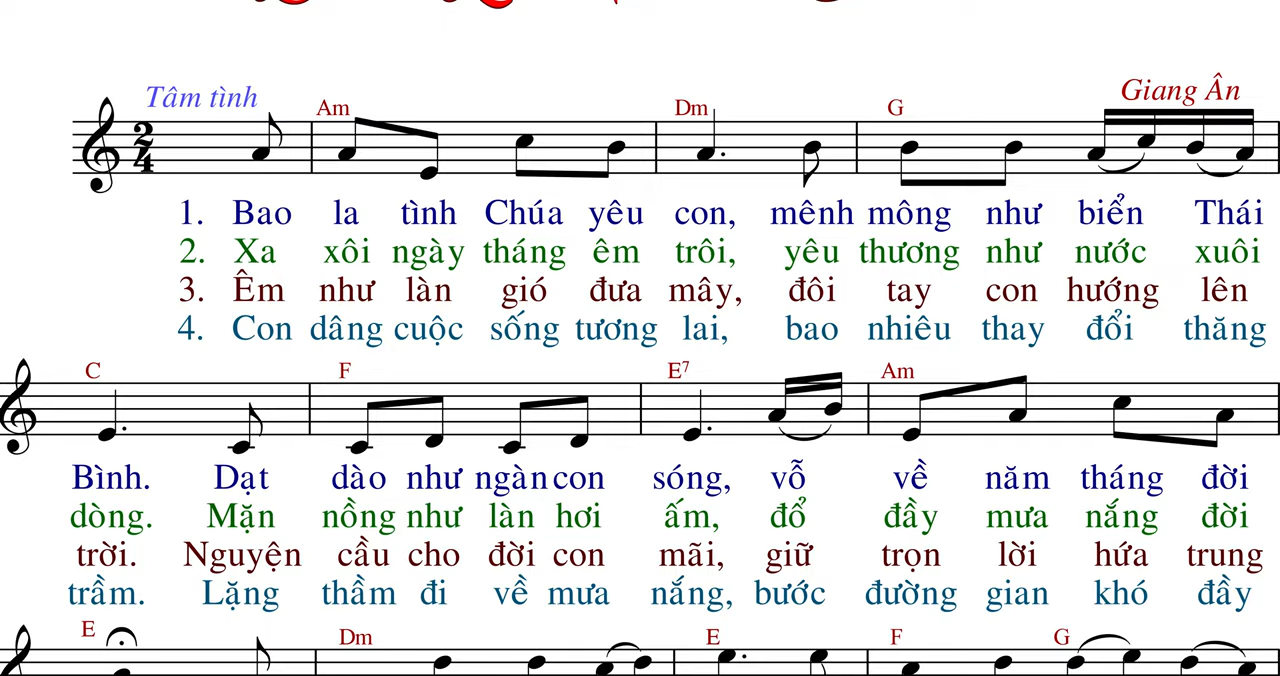 Tâm tình
Giang Ân
Am Dm G
2
4
1. Bao la tình Chúa yêu con, mênh mông như biển Thái
2. Xa xôi ngày tháng êm trôi, yêu thương như nước xuôi
3. Êm như làn gió đưa mây, đôi tay con hướng lên
4. Con dâng cuộc sống tương lai, bao nhiêu thay đổi thăng
C F E7 Am
Bình. Dạt dào như ngàn con sóng, vỗ về năm tháng đời
dòng. Mặn nồng như làn hơi ấm, đổ đầy mưa nắng đời
trời. Nguyện cầu cho đời con mãi, giữ trọn lời hứa trung
trầm. Lặng thầm đi về mưa nắng, bước đường gian khó đầy
E Dm E F G